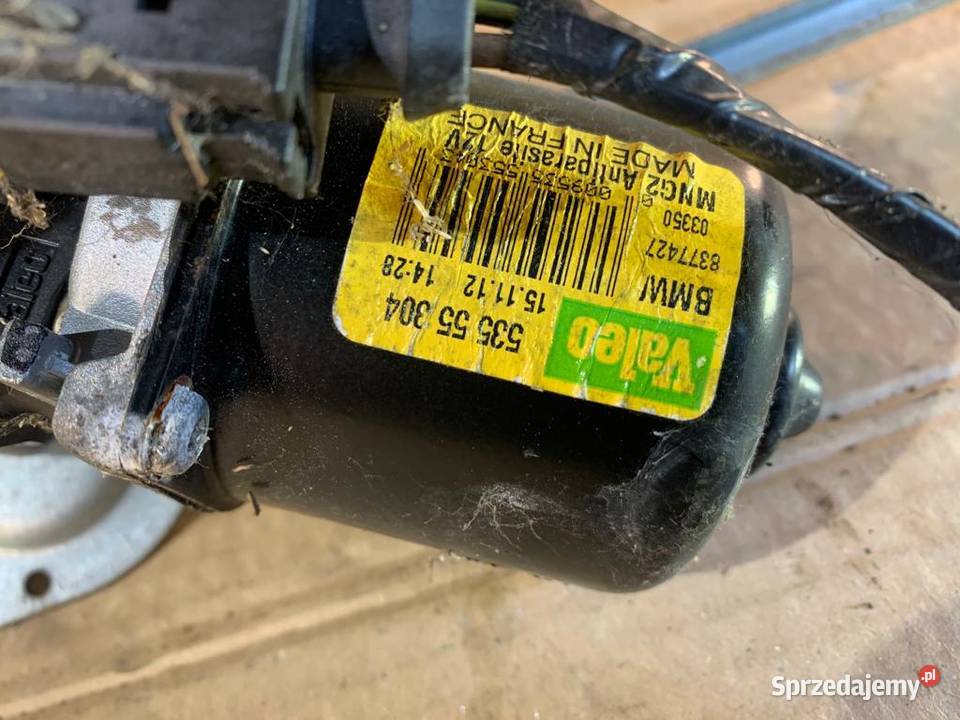 Valeo
535 55 304
15.11.12 14:28
BMW
8377427
03350
MNG2 Antiparasite 12V
MADE IN FRANCE
Valeo
Sprzedajemy.pl